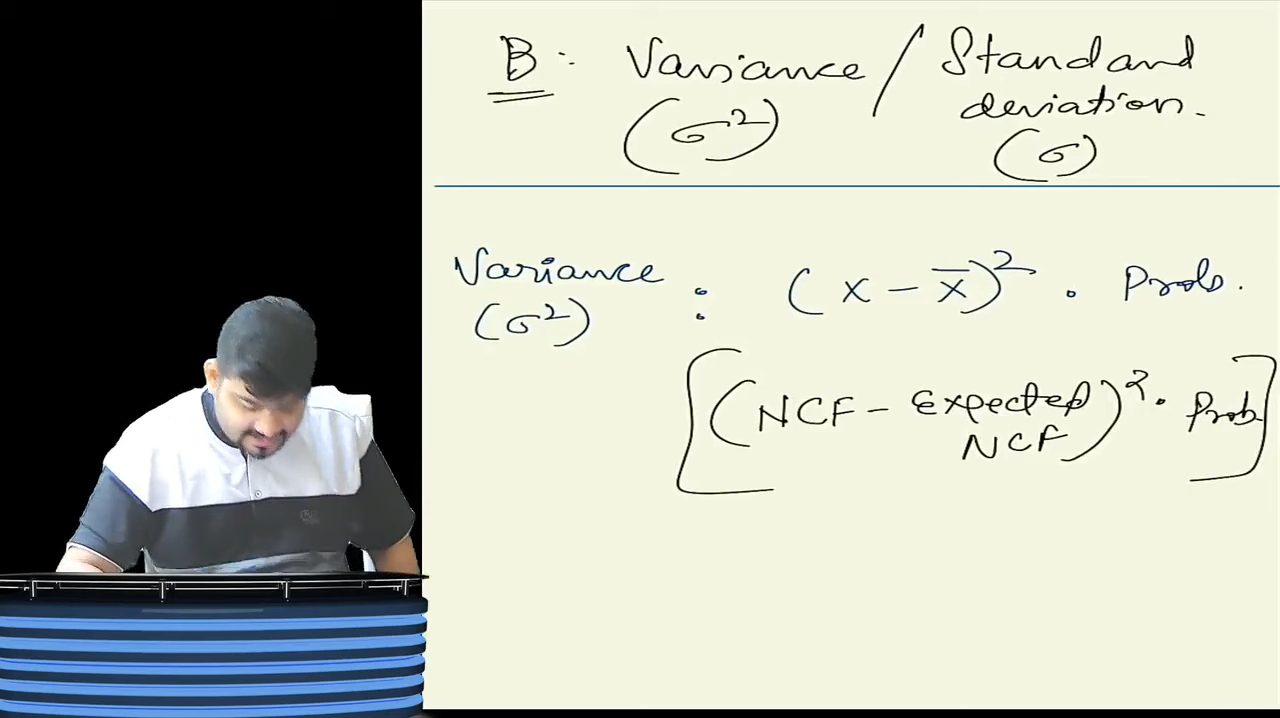 B :- Variance / Standard
deviation.
(σ²) (σ)
Variance : (x - x̄)² . Prob.
(σ²)
[(NCF - Expected NCF)² . Prob]